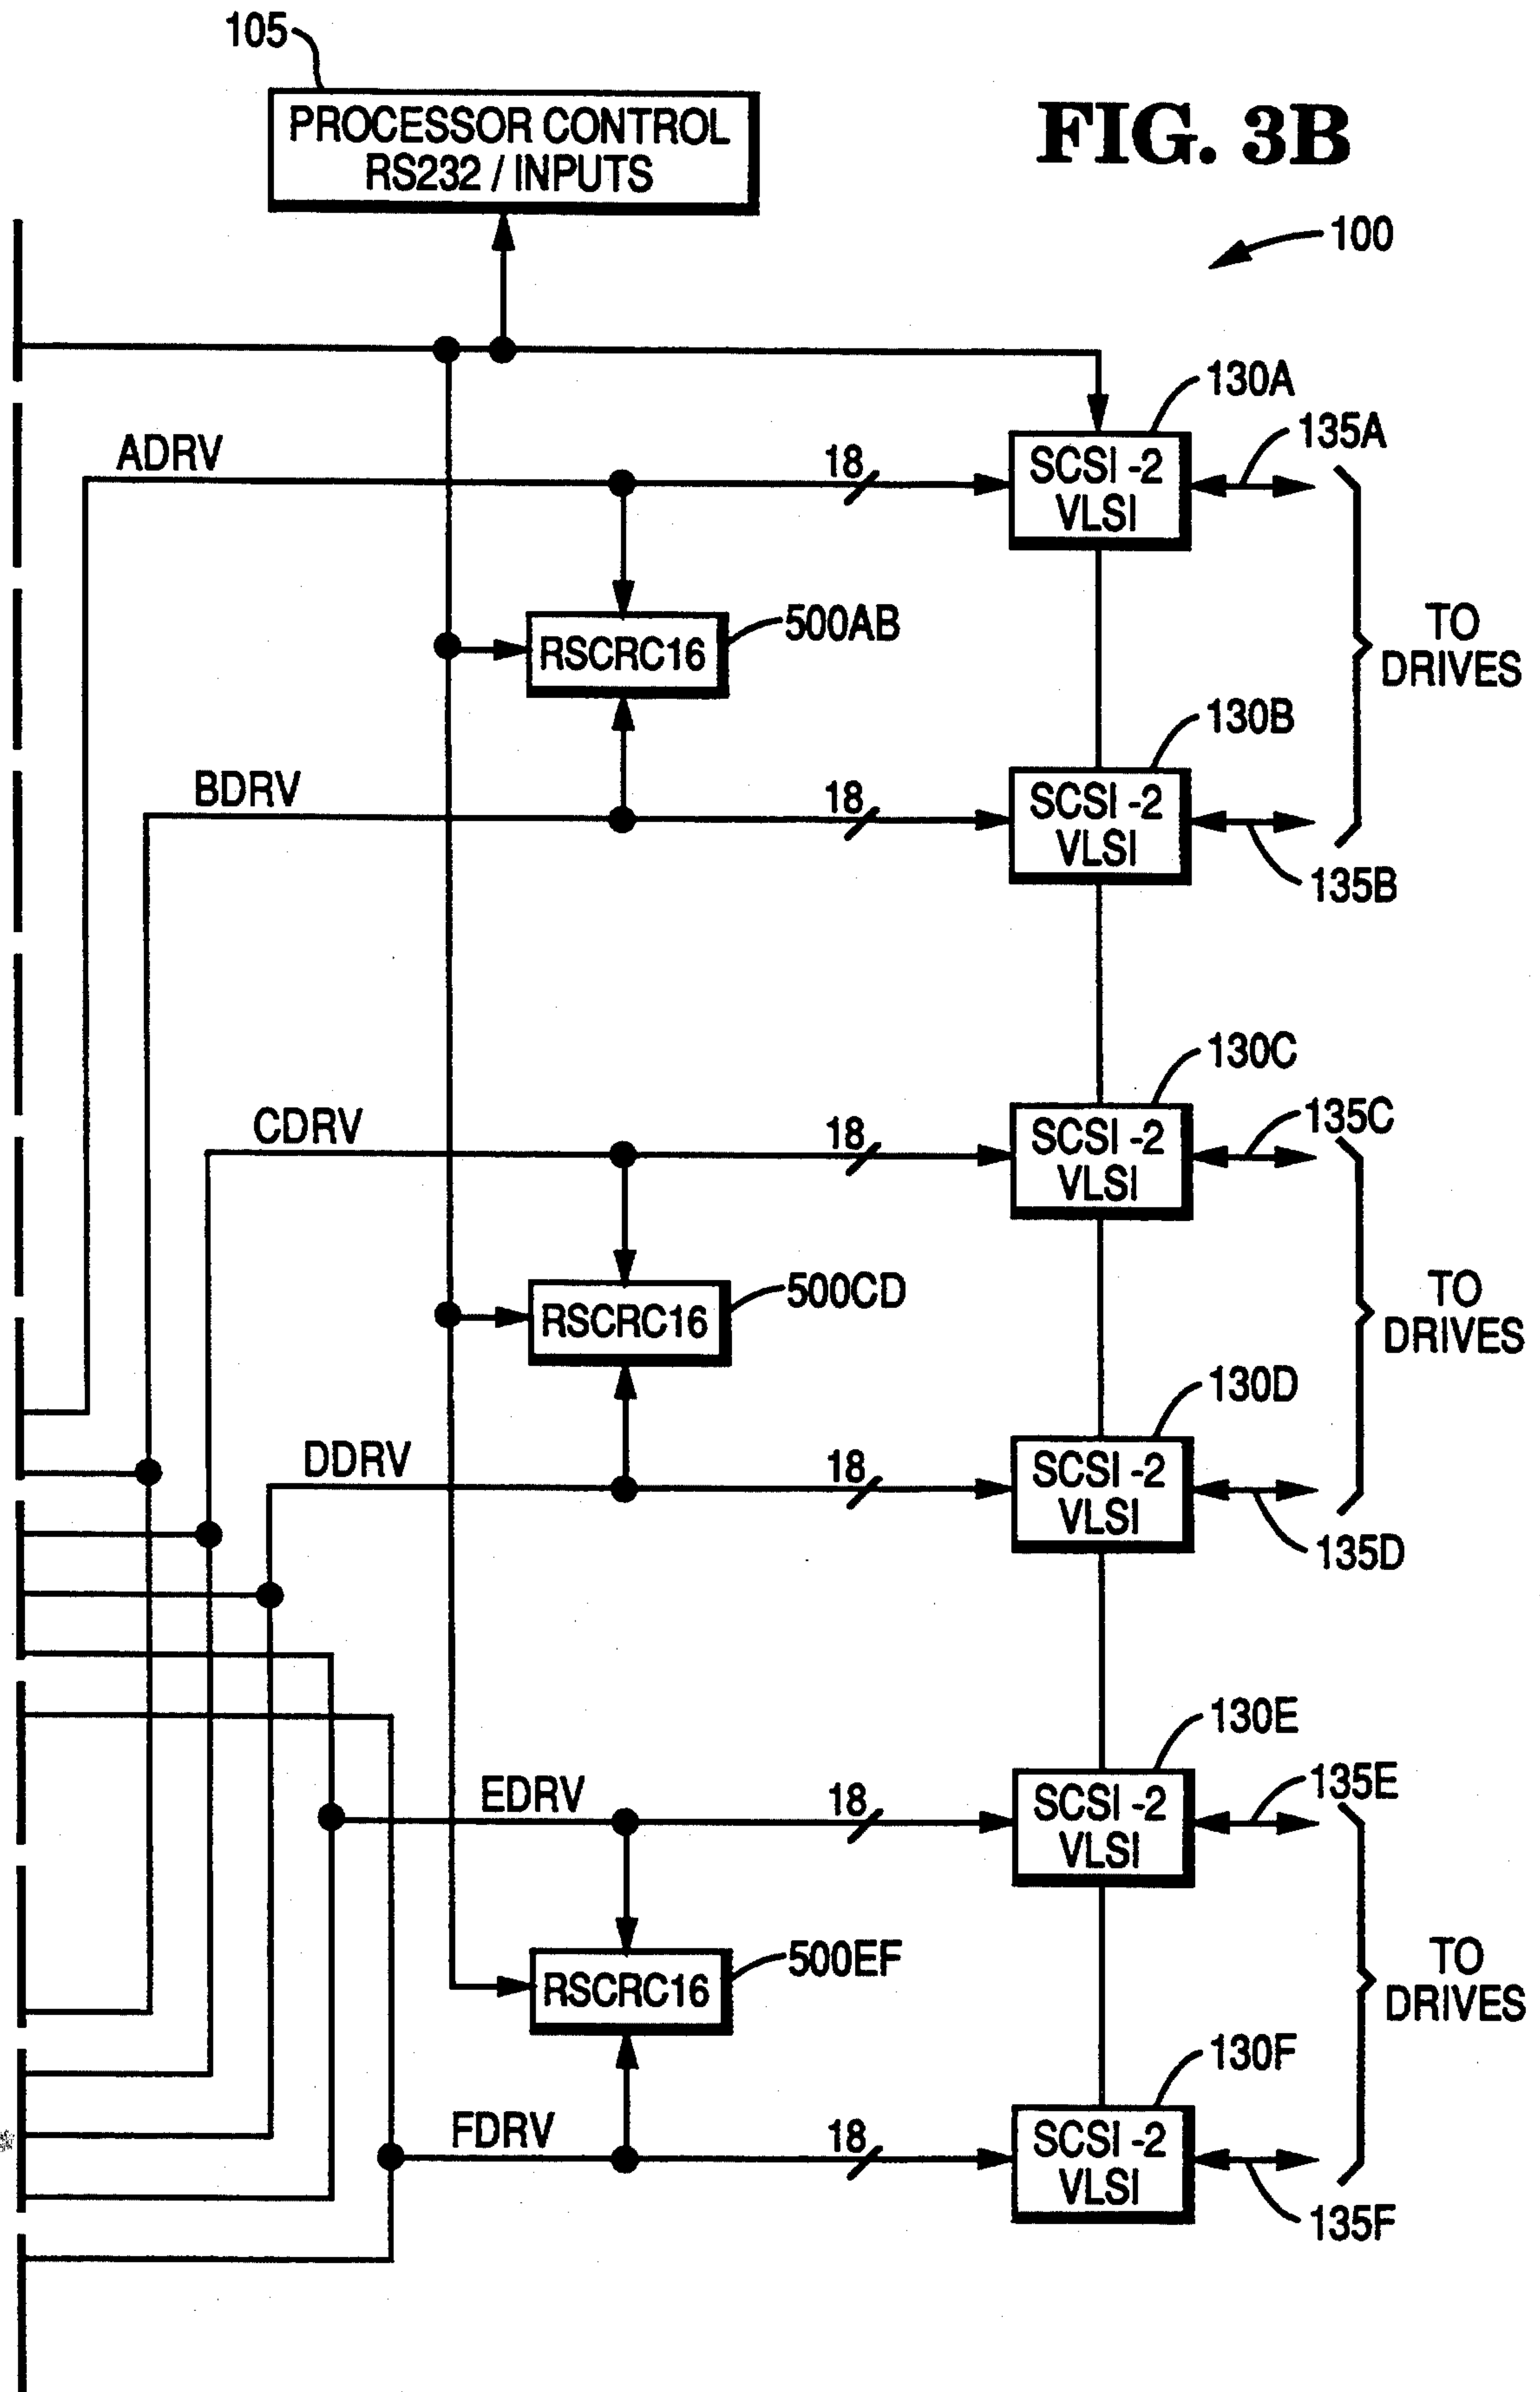 105
PROCESSOR CONTROL
RS232 / INPUTS
FIG. 3B
100
130A
135A
ADRV
18
SCSI -2
VLSI
500AB
RSCRC16
TO
DRIVES
130B
BDRV
18
SCSI -2
VLSI
135B
130C
135C
CDRV
18
SCSI -2
VLSI
500CD
RSCRC16
TO
DRIVES
130D
DDRV
18
SCSI -2
VLSI
135D
130E
135E
EDRV
18
SCSI -2
VLSI
500EF
RSCRC16
TO
DRIVES
130F
FDRV
18
SCSI -2
VLSI
135F